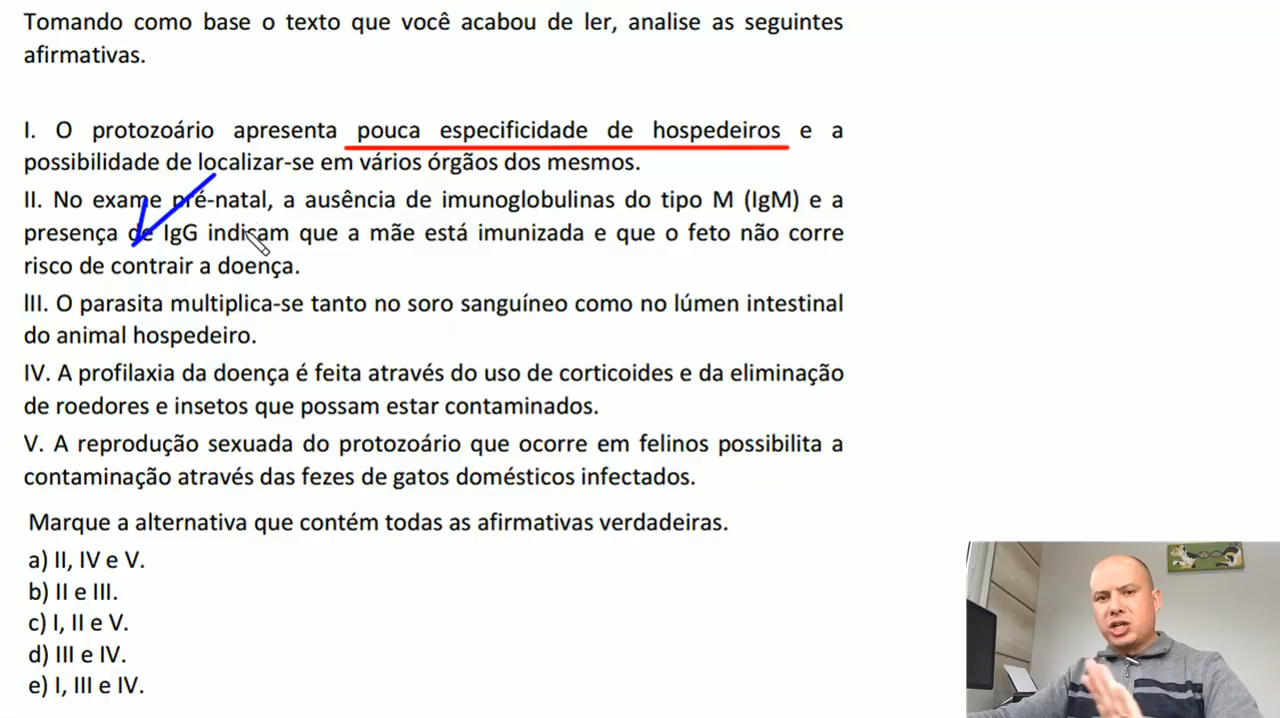 Tomando como base o texto que você acabou de ler, analise as seguintes
afirmativas.
I. O protozoário apresenta pouca especificidade de hospedeiros e a
possibilidade de localizar-se em vários órgãos dos mesmos.
II. No exame pré-natal, a ausência de imunoglobulinas do tipo M (IgM) e a
presença de IgG indicam que a mãe está imunizada e que o feto não corre
risco de contrair a doença.
III. O parasita multiplica-se tanto no soro sanguíneo como no lúmen intestinal
do animal hospedeiro.
IV. A profilaxia da doença é feita através do uso de corticoides e da eliminação
de roedores e insetos que possam estar contaminados.
V. A reprodução sexuada do protozoário que ocorre em felinos possibilita a
contaminação através das fezes de gatos domésticos infectados.
Marque a alternativa que contém todas as afirmativas verdadeiras.
a) II, IV e V.
b) II e III.
c) I, II e V.
d) III e IV.
e) I, III e IV.